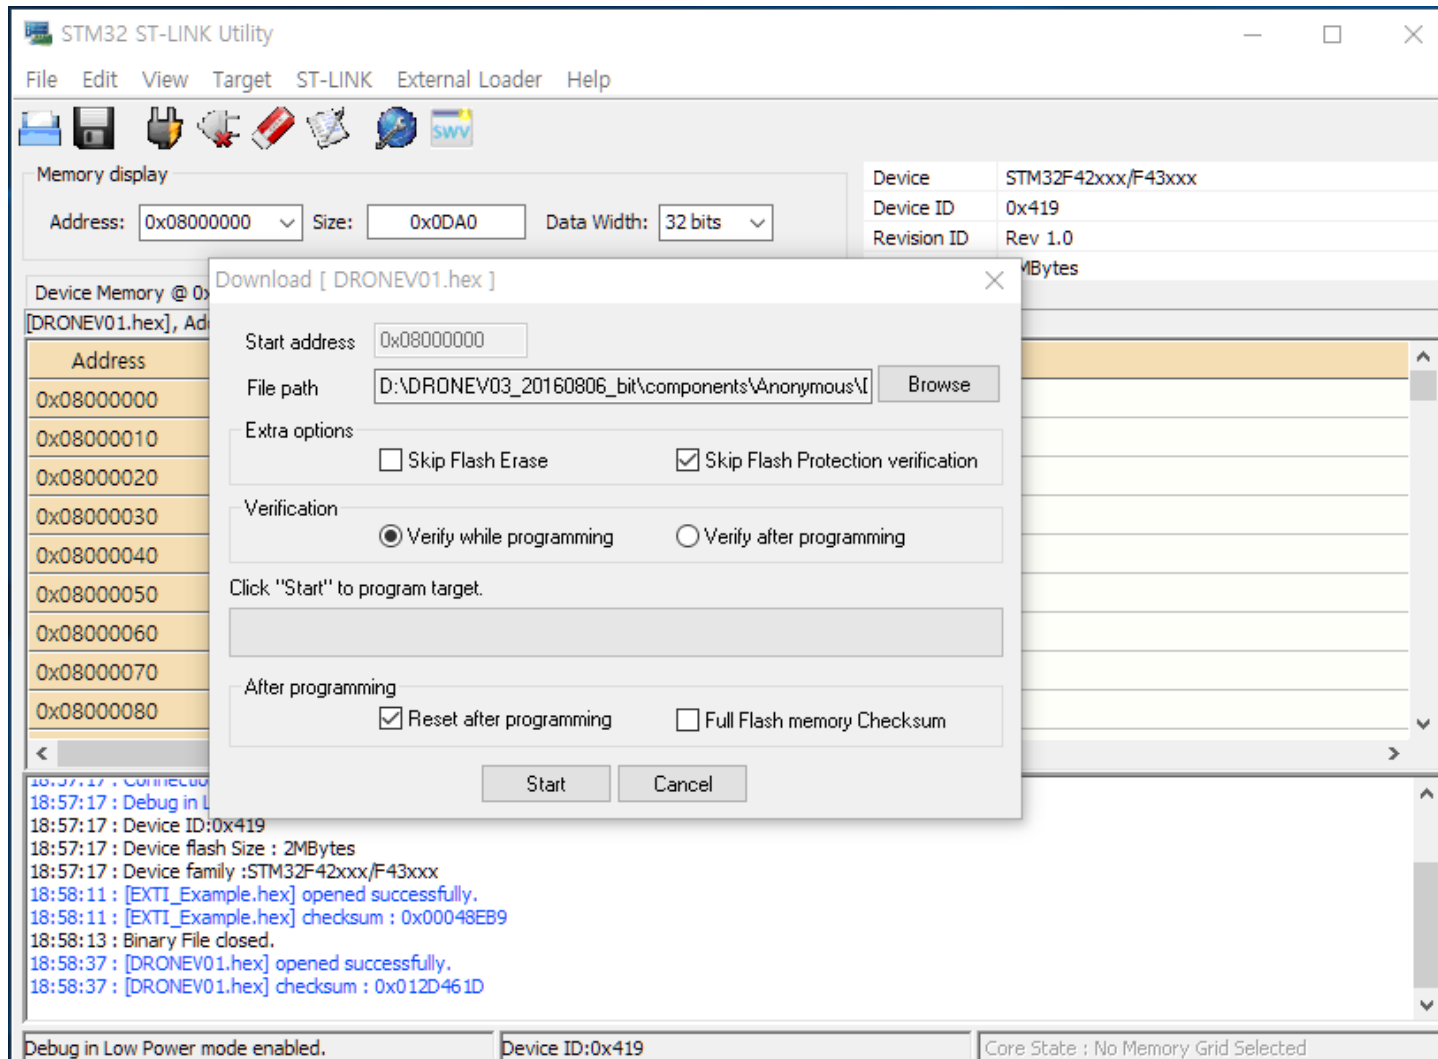 STM32 ST-LINK Utility
File Edit View Target ST-LINK External Loader Help
SWV
Memory display
Address: 0x08000000 Size: 0x0DA0 Data Width: 32 bits
Device STM32F42xxx/F43xxx
Device ID 0x419
Revision ID Rev 1.0
MBytes
Device Memory @ 0x
[DRONEV01.hex], Ad
Address
0x08000000
0x08000010
0x08000020
0x08000030
0x08000040
0x08000050
0x08000060
0x08000070
0x08000080
Download [ DRONEV01.hex ]
Start address 0x08000000
File path D:\DRONEV03_20160806_bit\components\Anonymous\ Browse
Extra options
Skip Flash Erase Skip Flash Protection verification
Verification
Verify while programming Verify after programming
Click "Start" to program target.
After programming
Reset after programming Full Flash memory Checksum
Start Cancel
18:57:17 : Connectio
18:57:17 : Debug in L
18:57:17 : Device ID:0x419
18:57:17 : Device flash Size : 2MBytes
18:57:17 : Device family :STM32F42xxx/F43xxx
18:58:11 : [EXTI_Example.hex] opened successfully.
18:58:11 : [EXTI_Example.hex] checksum : 0x00048EB9
18:58:13 : Binary File closed.
18:58:37 : [DRONEV01.hex] opened successfully.
18:58:37 : [DRONEV01.hex] checksum : 0x012D461D
Debug in Low Power mode enabled. Device ID:0x419 Core State : No Memory Grid Selected